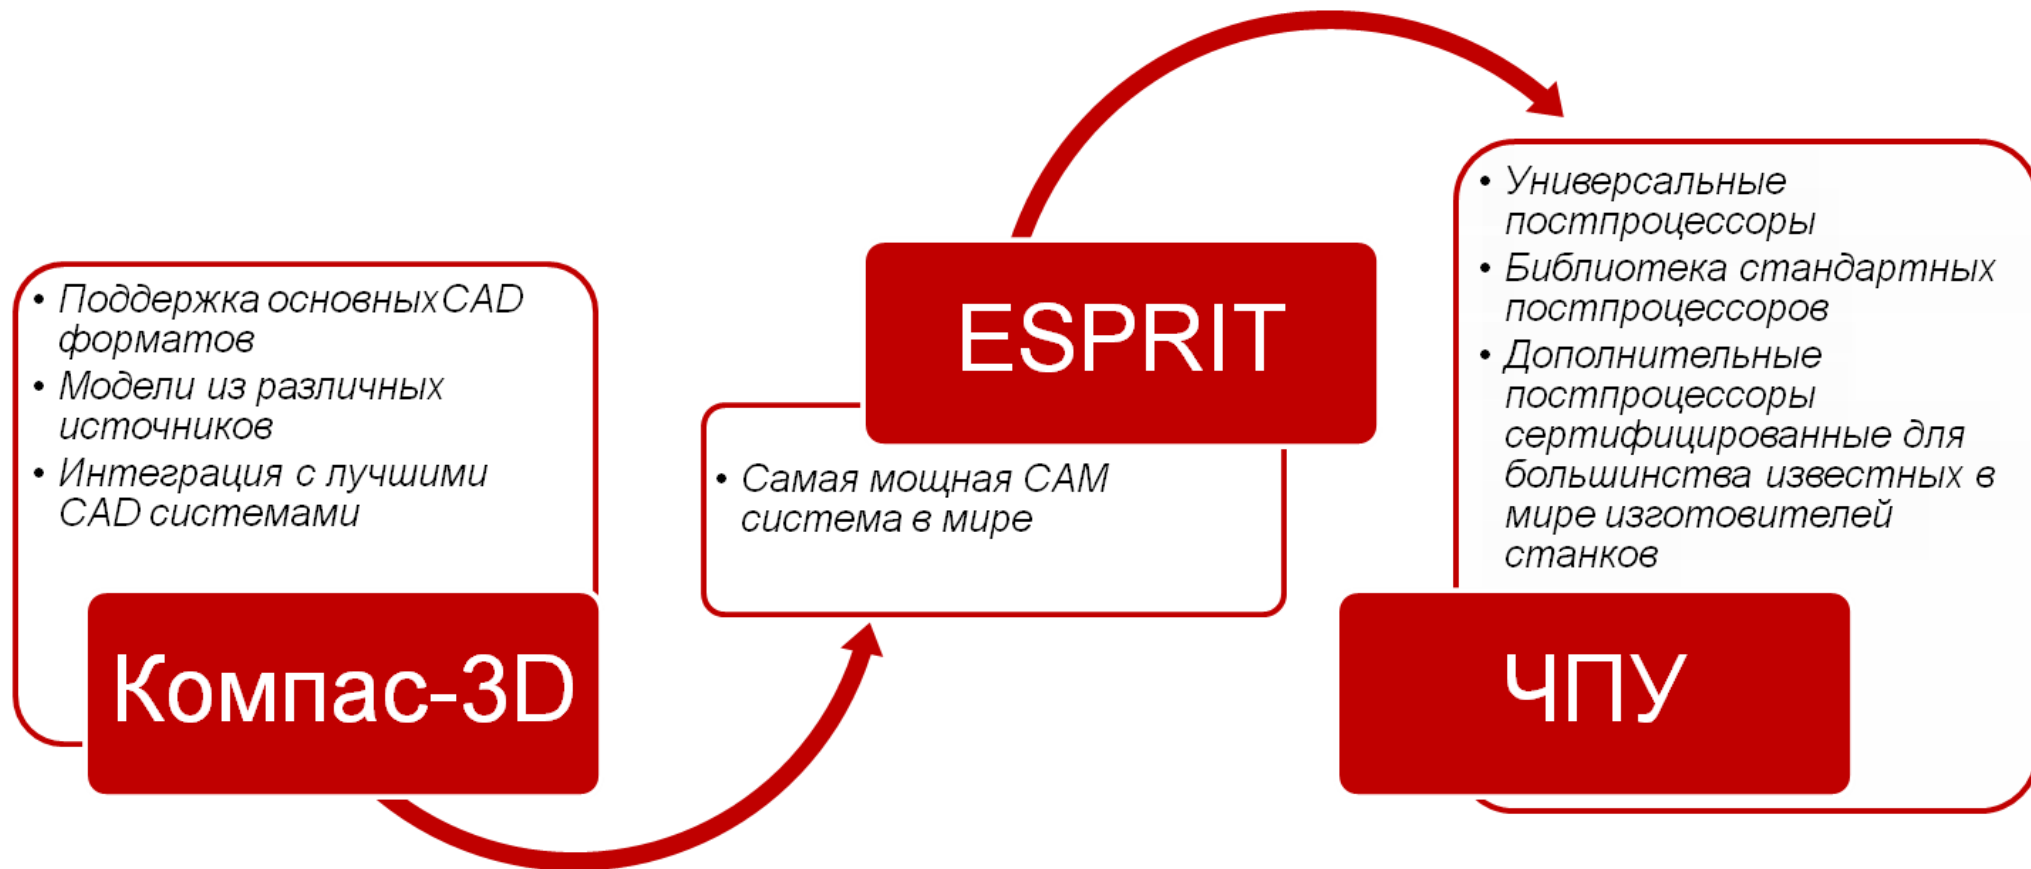 • Поддержка основных CAD
форматов
• Модели из различных
источников
• Интеграция с лучшими
CAD системами
Компас-3D
ESPRIT
• Самая мощная CAM
система в мире
• Универсальные
постпроцессоры
• Библиотека стандартных
постпроцессоров
• Дополнительные
постпроцессоры
сертифицированные для
большинства известных в
мире изготовителей
станков
ЧПУ